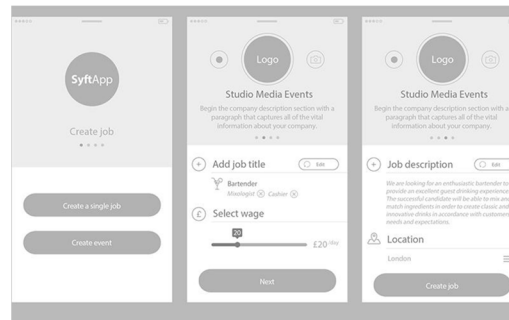 SyftApp
Create job
Create a single job
Create event
Logo
Studio Media Events
Begin the company description section with a
paragraph that captures all of the vital
information about your company.
Add job title
Edit
Bartender
Mixologist
Cashier
£ Select wage
20
£20 /day
Next
Logo
Studio Media Events
Begin the company description section with a
paragraph that captures all of the vital
information about your company.
Job description
Edit
We are looking for an enthusiastic bartender to
provide an excellent guest drinking experience
The successful candidate will be able to mix and
match ingredients in order to create classic and
innovative drinks in accordance with customers
needs and expectations.
Location
London
Create job